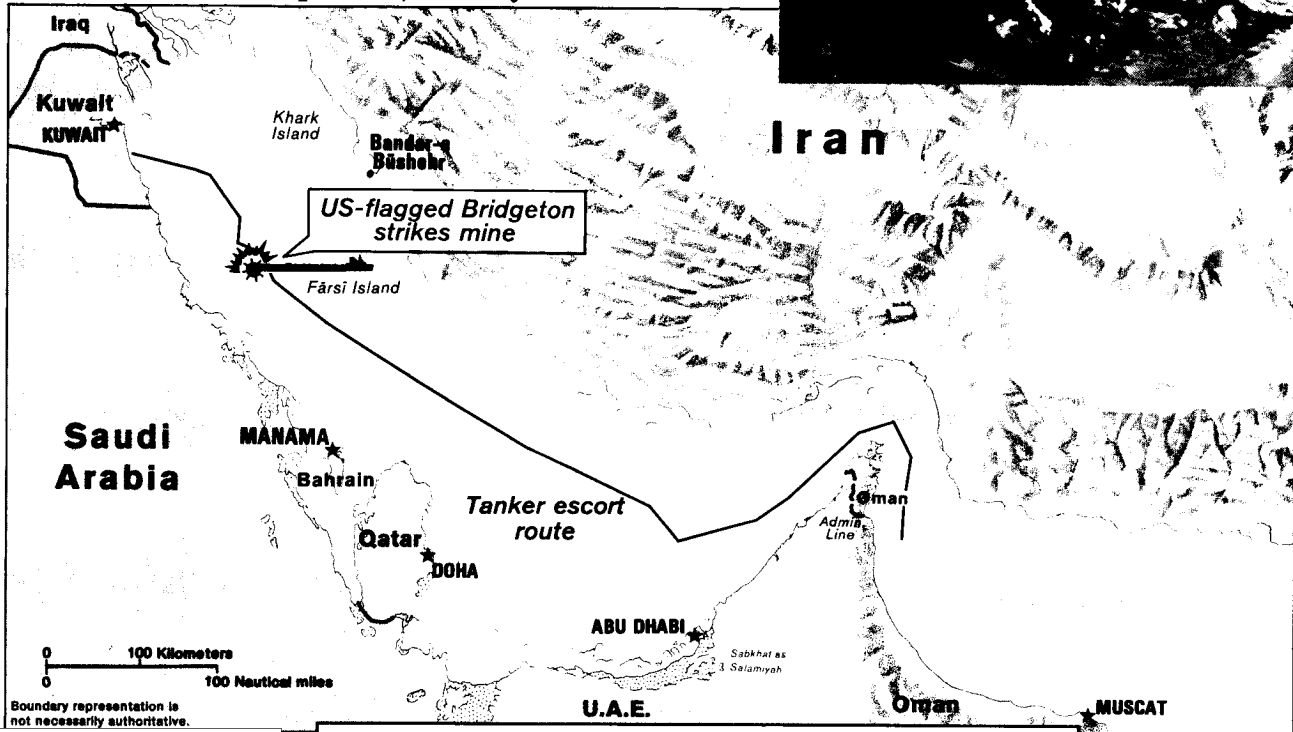 Iraq
Kuwait
KUWAIT
Khark
Island
Bandar-e
Būshehr
Iran
US-flagged Bridgeton
strikes mine
Fārsī Island
Saudi
Arabia
MANAMA
Bahrain
Tanker escort
route
Qatar
DOHA
Oman
Admin
Line
ABU DHABI
Sabkhat as
Salamiyah
0 100 Kilometers
0 100 Nautical miles
Boundary representation is
not necessarily authoritative.
U.A.E.
Oman
MUSCAT